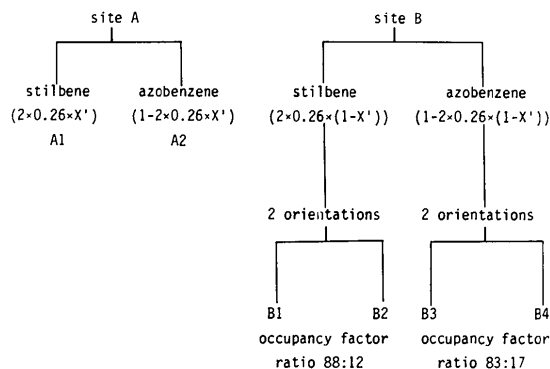 site A site B
stilbene azobenzene stilbene azobenzene
(2×0.26×X') (1-2×0.26×X') (2×0.26×(1-X')) (1-2×0.26×(1-X'))
A1 A2
2 orientations 2 orientations
B1 B2 B3 B4
occupancy factor occupancy factor
ratio 88:12 ratio 83:17